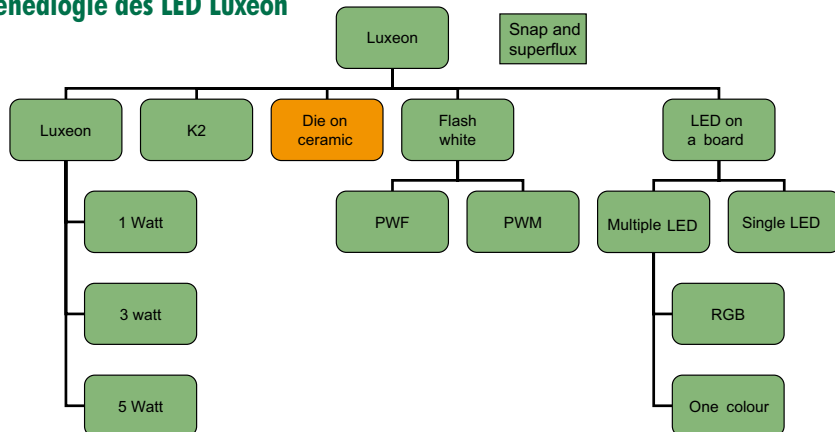 des LED Luxeon
Luxeon
Snap and
superflux
Luxeon
K2
Die on
ceramic
Flash
white
LED on
a board
1 Watt
PWF
PWM
Multiple LED
Single LED
3 watt
RGB
5 Watt
One colour